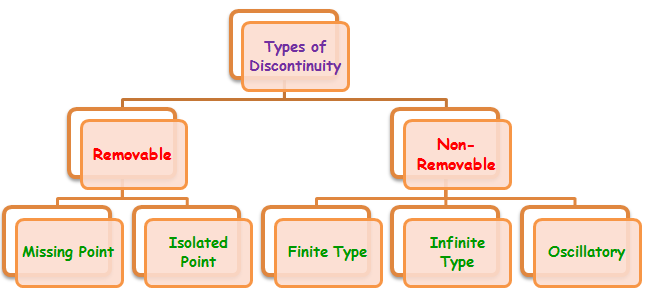 Types of
Discontinuity
Removable
Non-
Removable
Missing Point
Isolated
Point
Finite Type
Infinite
Type
Oscillatory